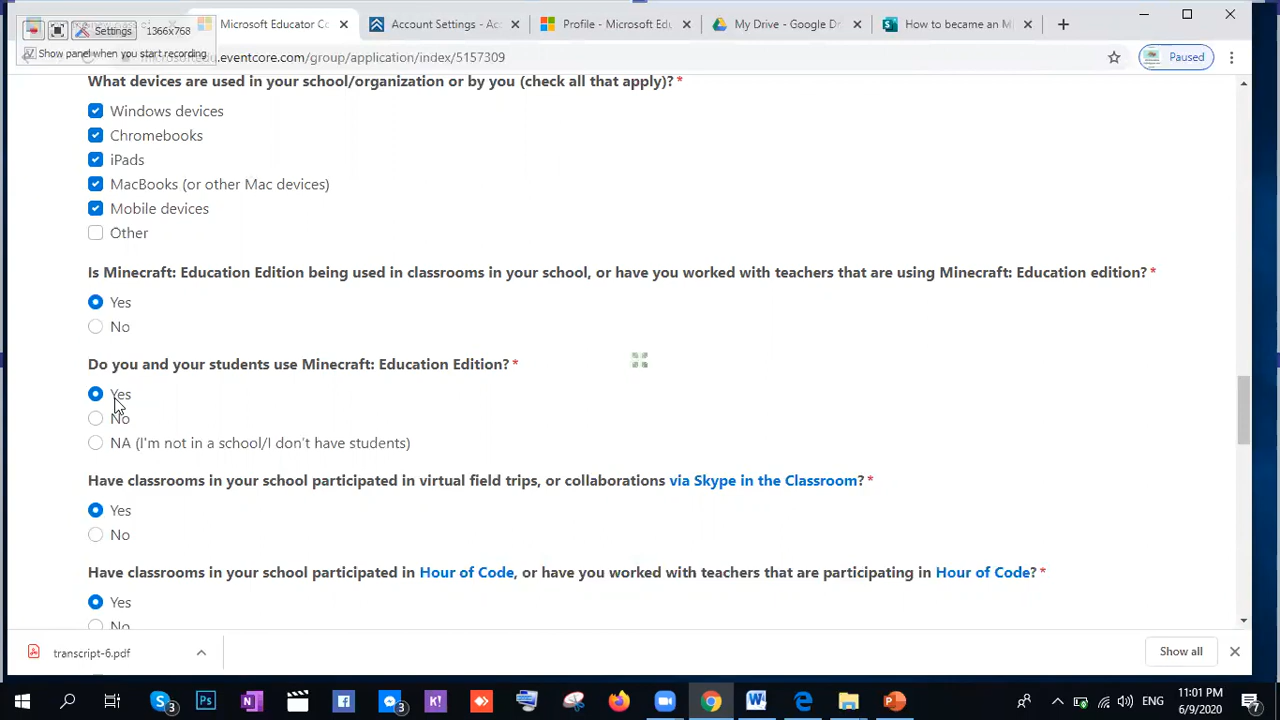 Microsoft Educator Co
Account Settings - Ac
Profile - Microsoft Edu
My Drive - Google Dr
How to became an M
Settings
1366x768
Show panel when you start recording
.eventcore.com/group/application/index/5157309
Paused
What devices are used in your school/organization or by you (check all that apply)? *
Windows devices
Chromebooks
iPads
MacBooks (or other Mac devices)
Mobile devices
Other
Is Minecraft: Education Edition being used in classrooms in your school, or have you worked with teachers that are using Minecraft: Education edition? *
Yes
No
Do you and your students use Minecraft: Education Edition? *
Yes
No
NA (I'm not in a school/I don't have students)
Have classrooms in your school participated in virtual field trips, or collaborations via Skype in the Classroom? *
Yes
No
Have classrooms in your school participated in Hour of Code, or have you worked with teachers that are participating in Hour of Code? *
Yes
No
transcript-6.pdf
Show all
ENG
11:01 PM
6/9/2020